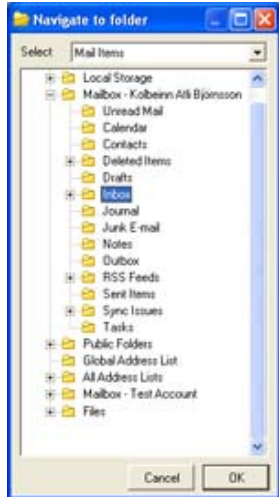 Navigate to folder
Select Mail Items
Local Storage
Mailbox - Kolbeinn Atli Björnsson
Unread Mail
Calendar
Contacts
Deleted Items
Drafts
Inbox
Journal
Junk E-mail
Notes
Outbox
RSS Feeds
Sent Items
Sync Issues
Tasks
Public Folders
Global Address List
All Address Lists
Mailbox - Test Account
Files
Cancel OK